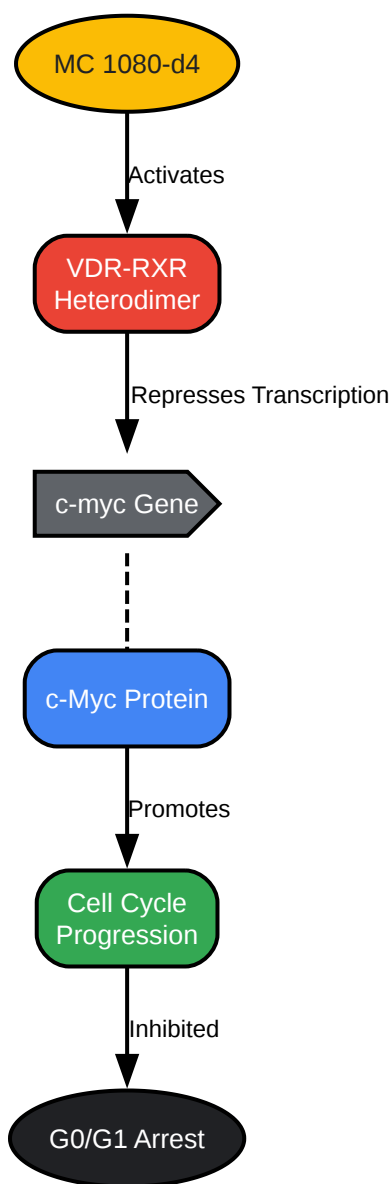 MC 1080-d4
Activates
VDR-RXR
Heterodimer
Represses Transcription
c-myc Gene
c-Myc Protein
Promotes
Cell Cycle
Progression
Inhibited
G0/G1 Arrest